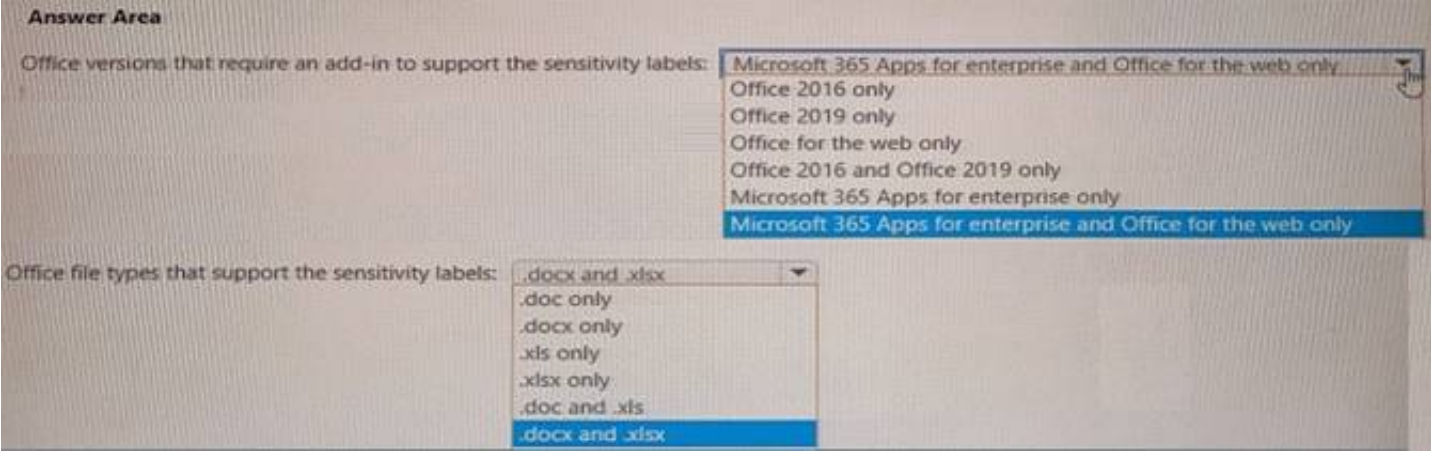 Answer Area
Office versions that require an add-in to support the sensitivity labels: Microsoft 365 Apps for enterprise and Office for the web only
Office 2016 only
Office 2019 only
Office for the web only
Office 2016 and Office 2019 only
Microsoft 365 Apps for enterprise only
Microsoft 365 Apps for enterprise and Office for the web only
Office file types that support the sensitivity labels: .docx and .xlsx
.doc only
.docx only
.xls only
.xlsx only
.doc and .xls
.docx and .xlsx